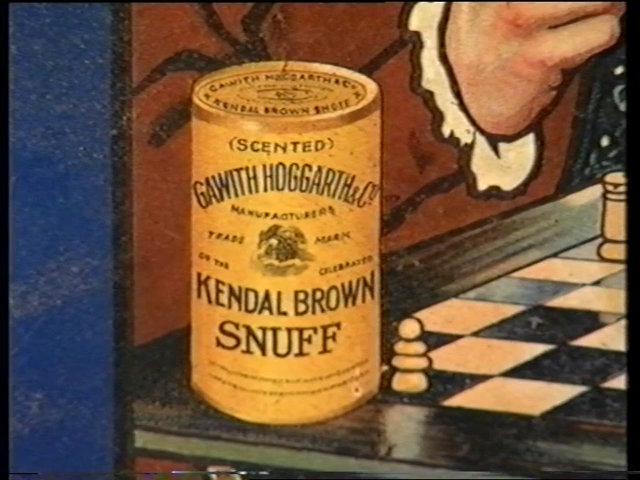 GAWITH HOGGARTH & Co
KENDAL BROWN SNUFF
(SCENTED)
GAWITH HOGGARTH & Co
MANUFACTURERS
TRADE MARK
OF THE CELEBRATED
KENDAL BROWN
SNUFF